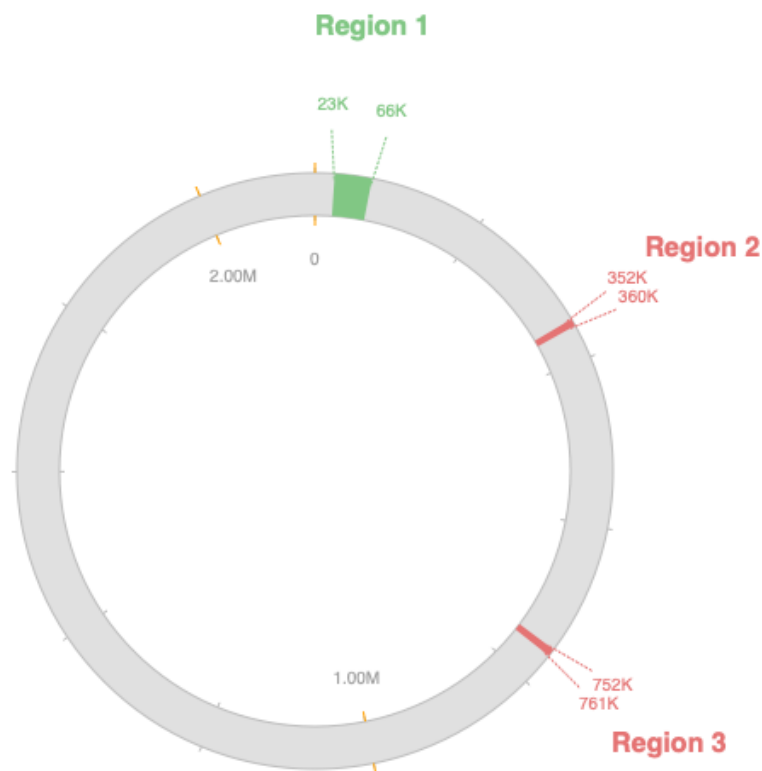 Region 1
23K
66K
Region 2
352K
360K
0
2.00M
1.00M
752K
761K
Region 3